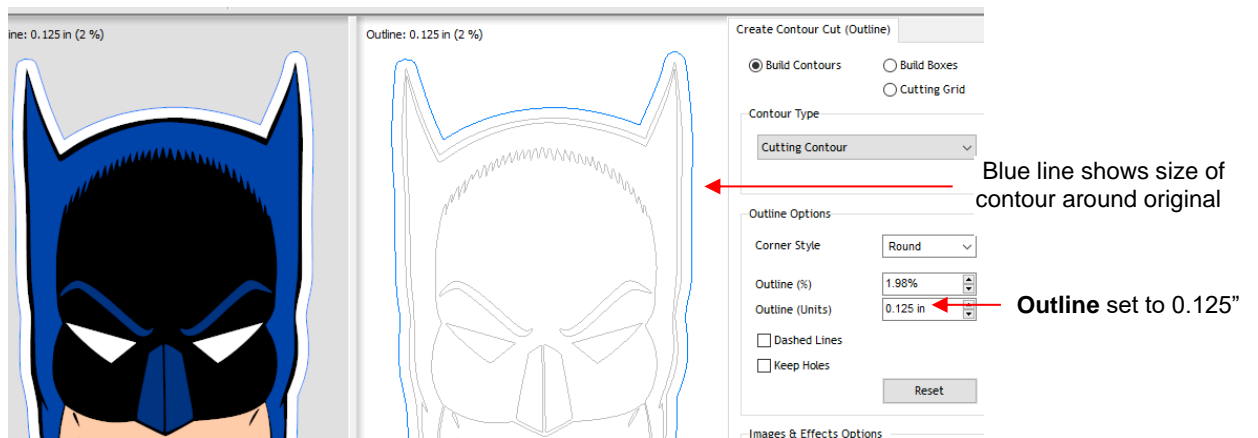 ine: 0.125 in (2 %)
Outline: 0.125 in (2 %)
Create Contour Cut (Outline)
Build Contours
Build Boxes
Cutting Grid
Contour Type
Cutting Contour
Blue line shows size of
contour around original
Outline Options
Corner Style
Round
Outline (%)
1.98%
Outline (Units)
0.125 in
Outline set to 0.125”
Dashed Lines
Keep Holes
Reset
Images & Effects Options